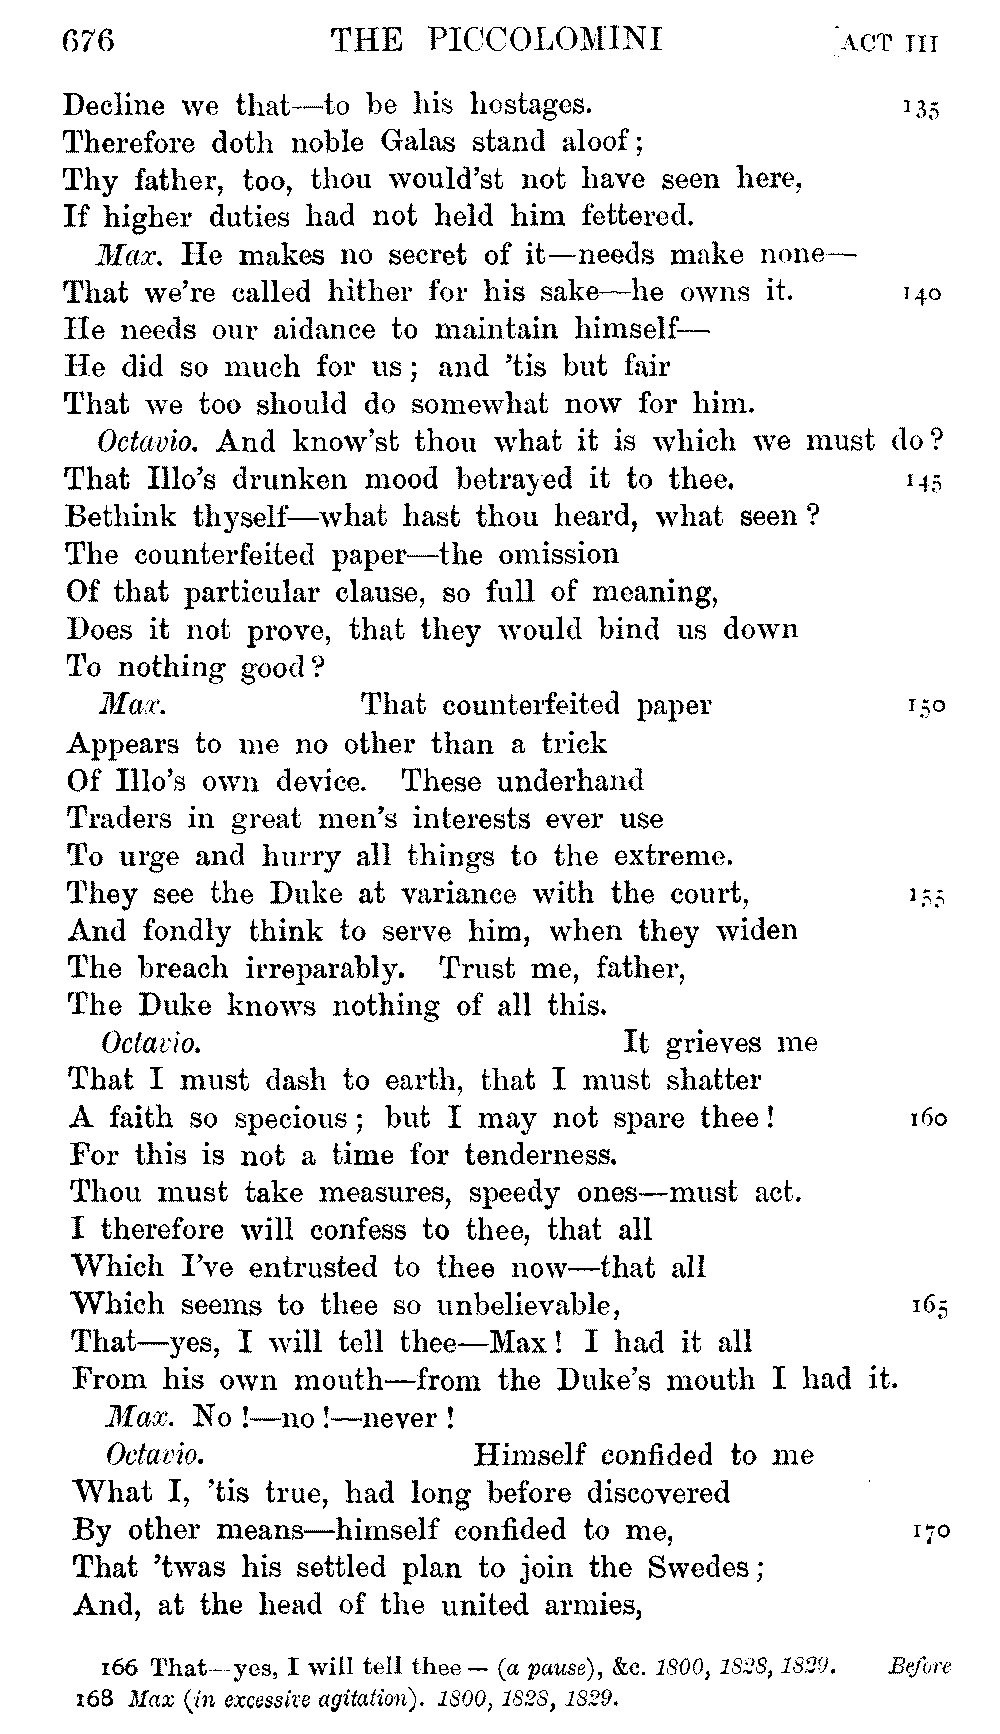 676 THE PICCOLOMINI ACT III
Decline we that—to be his hostages. 135
Therefore doth noble Galas stand aloof;
Thy father, too, thou would'st not have seen here,
If higher duties had not held him fettered.
Max. He makes no secret of it—needs make none—
That we're called hither for his sake—he owns it. 140
He needs our aidance to maintain himself—
He did so much for us; and 'tis but fair
That we too should do somewhat now for him.
Octavio. And know'st thou what it is which we must do?
That Illo's drunken mood betrayed it to thee. 145
Bethink thyself—what hast thou heard, what seen?
The counterfeited paper—the omission
Of that particular clause, so full of meaning,
Does it not prove, that they would bind us down
To nothing good?
Max. That counterfeited paper 150
Appears to me no other than a trick
Of Illo's own device. These underhand
Traders in great men's interests ever use
To urge and hurry all things to the extreme.
They see the Duke at variance with the court, 155
And fondly think to serve him, when they widen
The breach irreparably. Trust me, father,
The Duke knows nothing of all this.
Octavio. It grieves me
That I must dash to earth, that I must shatter
A faith so specious; but I may not spare thee! 160
For this is not a time for tenderness.
Thou must take measures, speedy ones—must act.
I therefore will confess to thee, that all
Which I've entrusted to thee now—that all
Which seems to thee so unbelievable, 165
That—yes, I will tell thee—Max! I had it all
From his own mouth—from the Duke's mouth I had it.
Max. No!—no!—never!
Octavio. Himself confided to me
What I, 'tis true, had long before discovered
By other means—himself confided to me, 170
That 'twas his settled plan to join the Swedes;
And, at the head of the united armies,
166 That—yes, I will tell thee—(a pause), &c. 1800, 1828, 1829. Before
168 Max (in excessive agitation). 1800, 1828, 1829.